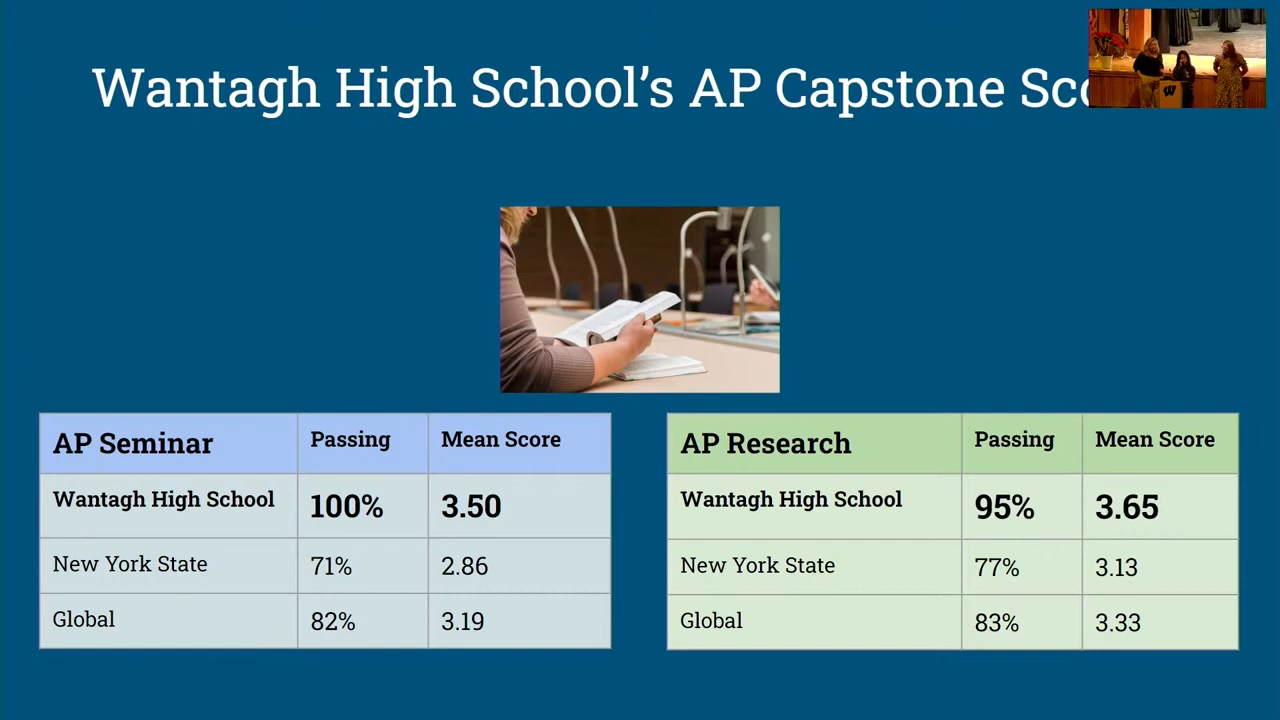 Wantagh High School's AP Capstone
AP Seminar Passing Mean Score
Wantagh High School 100% 3.50
New York State 71% 2.86
Global 82% 3.19
AP Research Passing Mean Score
Wantagh High School 95% 3.65
New York State 77% 3.13
Global 83% 3.33
W